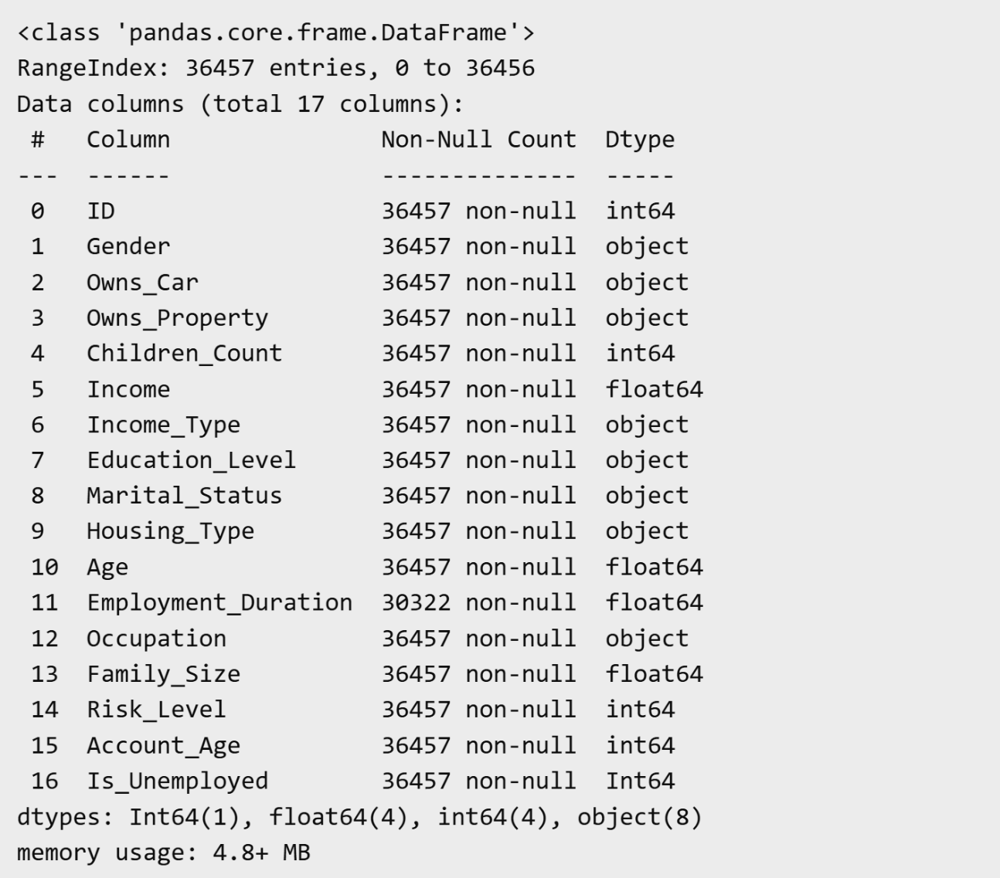 <class 'pandas.core.frame.DataFrame'>
RangeIndex: 36457 entries, 0 to 36456
Data columns (total 17 columns):
 #   Column               Non-Null Count  Dtype
---  ------               --------------  -----
 0   ID                   36457 non-null  int64
 1   Gender               36457 non-null  object
 2   Owns_Car             36457 non-null  object
 3   Owns_Property        36457 non-null  object
 4   Children_Count       36457 non-null  int64
 5   Income               36457 non-null  float64
 6   Income_Type          36457 non-null  object
 7   Education_Level      36457 non-null  object
 8   Marital_Status       36457 non-null  object
 9   Housing_Type         36457 non-null  object
 10  Age                  36457 non-null  float64
 11  Employment_Duration  30322 non-null  float64
 12  Occupation           36457 non-null  object
 13  Family_Size          36457 non-null  float64
 14  Risk_Level           36457 non-null  int64
 15  Account_Age          36457 non-null  int64
 16  Is_Unemployed        36457 non-null  Int64
dtypes: Int64(1), float64(4), int64(4), object(8)
memory usage: 4.8+ MB